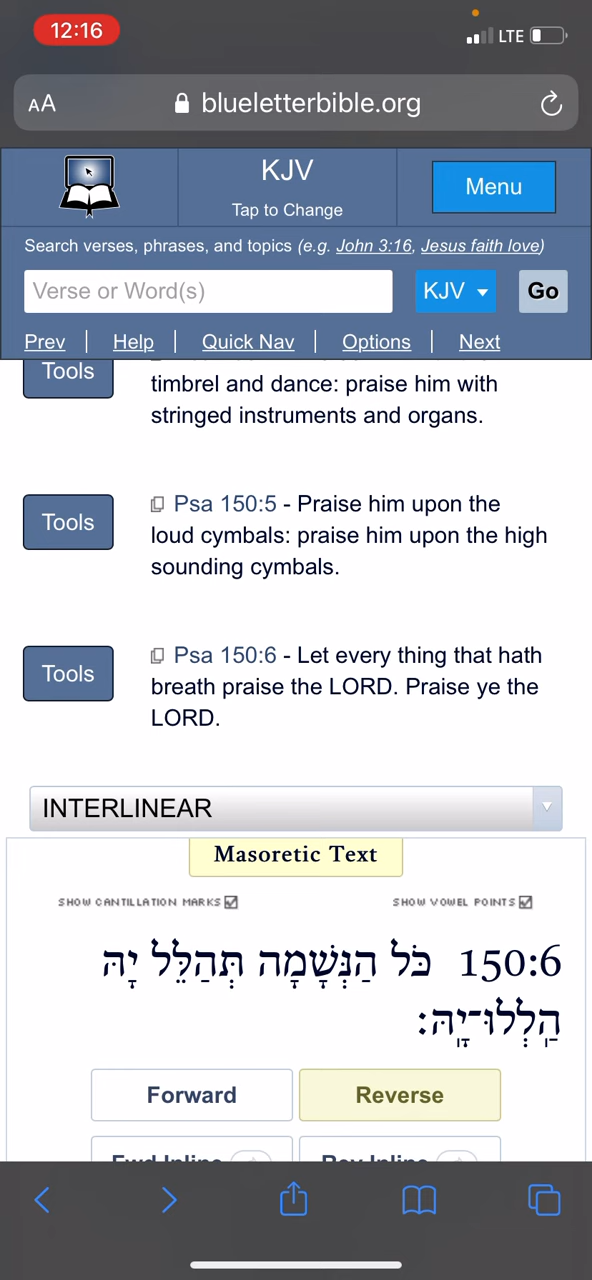 12:16
LTE
AA
blueletterbible.org
KJV
Tap to Change
Menu
Search verses, phrases, and topics (e.g. John 3:16, Jesus faith love)
Verse or Word(s)
KJV
Go
Prev | Help | Quick Nav | Options | Next
Tools
timbrel and dance: praise him with
stringed instruments and organs.
Tools
Psa 150:5 - Praise him upon the
loud cymbals: praise him upon the high
sounding cymbals.
Tools
Psa 150:6 - Let every thing that hath
breath praise the LORD. Praise ye the
LORD.
INTERLINEAR
Masoretic Text
SHOW CANTILLATION MARKS
SHOW VOWEL POINTS
150:6 כֹּל הַנְּשָׁמָה תְּהַלֵּל יָהּ
הַֽלְלוּ־יָֽהּ׃
Forward
Reverse
Fwd Inline
Rev Inline